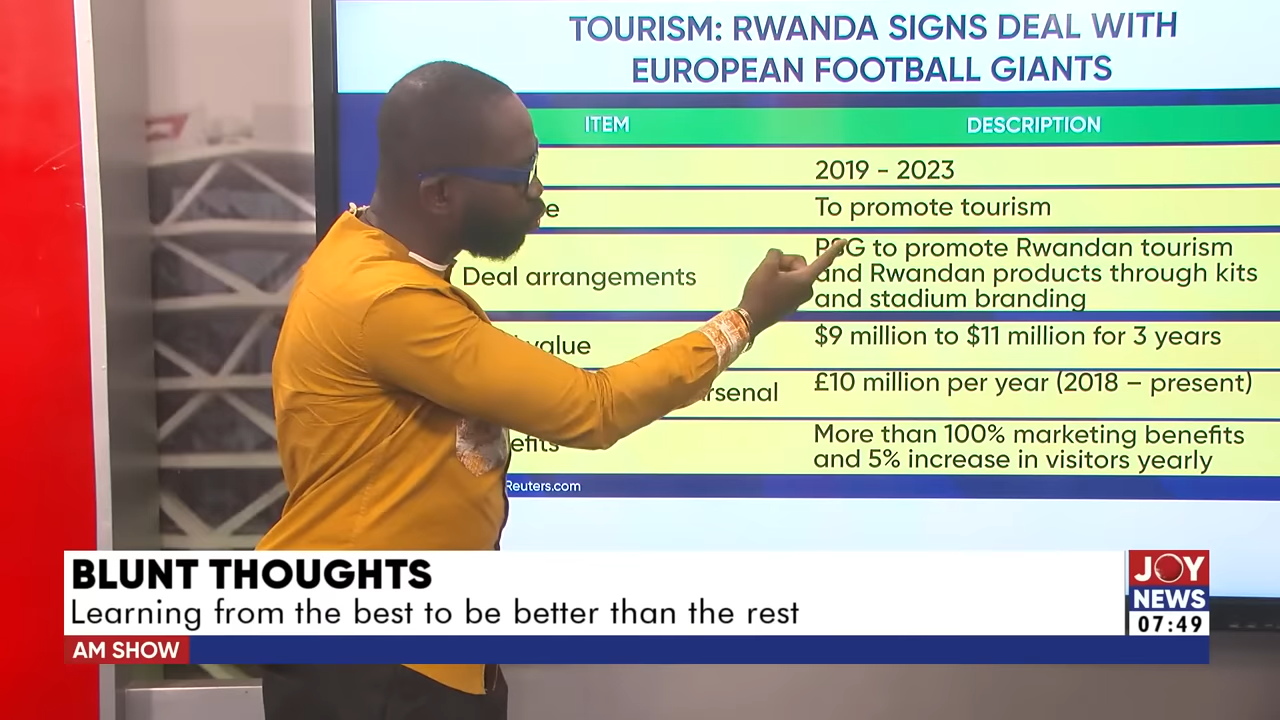 TOURISM: RWANDA SIGNS DEAL WITH
EUROPEAN FOOTBALL GIANTS
ITEM
DESCRIPTION
2019 - 2023
To promote tourism
Deal arrangements
PSG to promote Rwandan tourism
and Rwandan products through kits
and stadium branding
value
$9 million to $11 million for 3 years
£10 million per year (2018 – present)
More than 100% marketing benefits
and 5% increase in visitors yearly
Reuters.com
BLUNT THOUGHTS
Learning from the best to be better than the rest
JOY
NEWS
07:49
AM SHOW